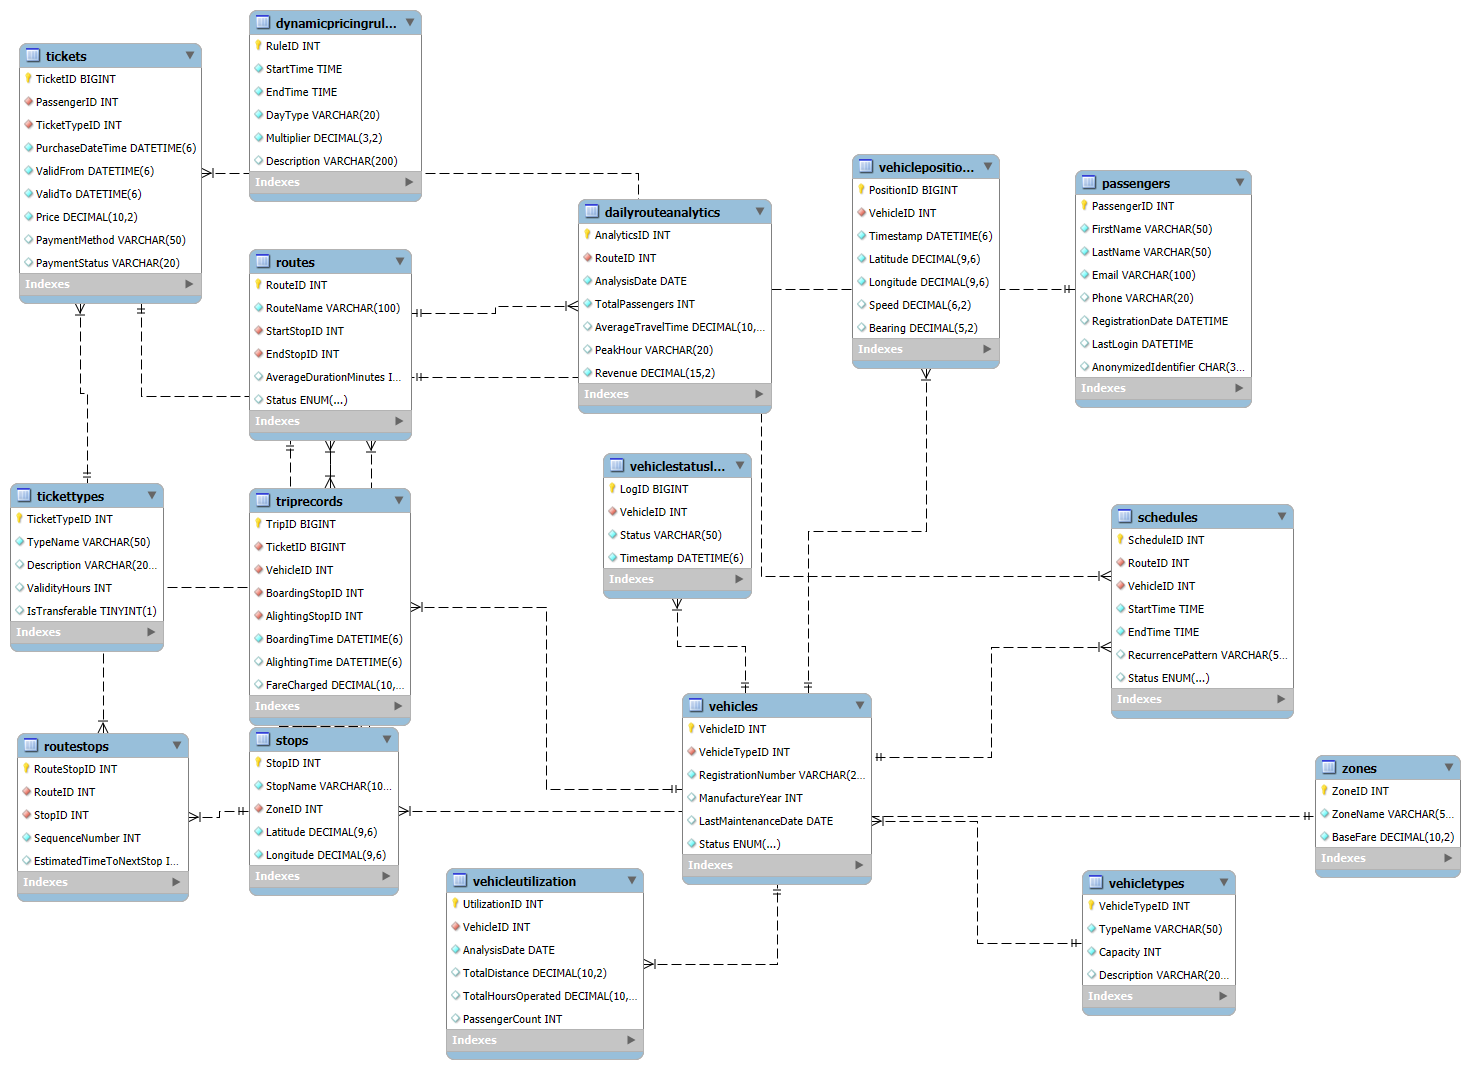 dynamicpricingrul...
RuleID INT
StartTime TIME
EndTime TIME
DayType VARCHAR(20)
Multiplier DECIMAL(3,2)
Description VARCHAR(200)
Indexes
tickets
TicketID BIGINT
PassengerID INT
TicketTypeID INT
PurchaseDateTime DATETIME(6)
ValidFrom DATETIME(6)
ValidTo DATETIME(6)
Price DECIMAL(10,2)
PaymentMethod VARCHAR(50)
PaymentStatus VARCHAR(20)
Indexes
vehiclepositio...
PositionID BIGINT
VehicleID INT
Timestamp DATETIME(6)
Latitude DECIMAL(9,6)
Longitude DECIMAL(9,6)
Speed DECIMAL(6,2)
Bearing DECIMAL(5,2)
Indexes
passengers
PassengerID INT
FirstName VARCHAR(50)
LastName VARCHAR(50)
Email VARCHAR(100)
Phone VARCHAR(20)
RegistrationDate DATETIME
LastLogin DATETIME
AnonymizedIdentifier CHAR(3...
Indexes
dailyrouteanalytics
AnalyticsID INT
RouteID INT
AnalysisDate DATE
TotalPassengers INT
AverageTravelTime DECIMAL(10,...
PeakHour VARCHAR(20)
Revenue DECIMAL(15,2)
Indexes
routes
RouteID INT
RouteName VARCHAR(100)
StartStopID INT
EndStopID INT
AverageDurationMinutes I...
Status ENUM(...)
Indexes
vehiclestatusl...
LogID BIGINT
VehicleID INT
Status VARCHAR(50)
Timestamp DATETIME(6)
Indexes
tickettypes
TicketTypeID INT
TypeName VARCHAR(50)
Description VARCHAR(20...
ValidityHours INT
IsTransferable TINYINT(1)
Indexes
triprecords
TripID BIGINT
TicketID BIGINT
VehicleID INT
BoardingStopID INT
AlightingStopID INT
BoardingTime DATETIME(6)
AlightingTime DATETIME(6)
FareCharged DECIMAL(10,...
Indexes
schedules
ScheduleID INT
RouteID INT
VehicleID INT
StartTime TIME
EndTime TIME
RecurrencePattern VARCHAR(5...
Status ENUM(...)
Indexes
vehicles
VehicleID INT
VehicleTypeID INT
RegistrationNumber VARCHAR(2...
ManufactureYear INT
LastMaintenanceDate DATE
Status ENUM(...)
Indexes
routestops
RouteStopID INT
RouteID INT
StopID INT
SequenceNumber INT
EstimatedTimeToNextStop I...
Indexes
stops
StopID INT
StopName VARCHAR(10...
ZoneID INT
Latitude DECIMAL(9,6)
Longitude DECIMAL(9,6)
Indexes
zones
ZoneID INT
ZoneName VARCHAR(5...
BaseFare DECIMAL(10,2)
Indexes
vehicleutilization
UtilizationID INT
VehicleID INT
AnalysisDate DATE
TotalDistance DECIMAL(10,2)
TotalHoursOperated DECIMAL(10,...
PassengerCount INT
Indexes
vehicletypes
VehicleTypeID INT
TypeName VARCHAR(50)
Capacity INT
Description VARCHAR(20...
Indexes